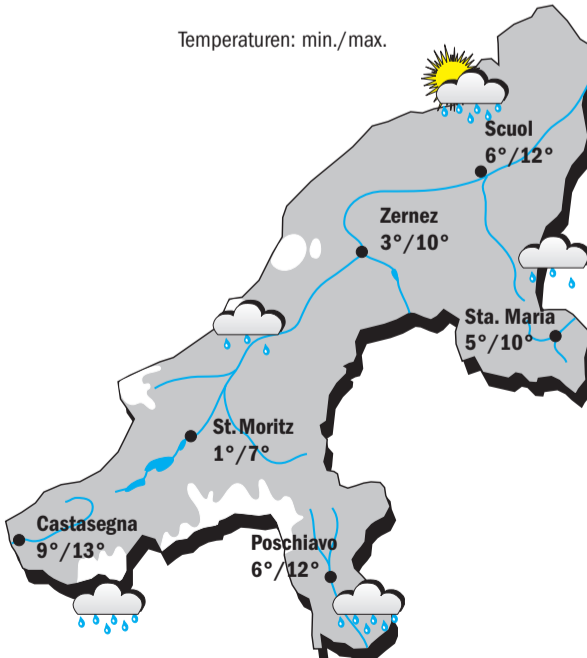 Temperaturen: min./max.
Scuol
6°/12°
Zernez
3°/10°
Sta. Maria
5°/10°
St. Moritz
1°/7°
Castasegna
9°/13°
Poschiavo
6°/12°